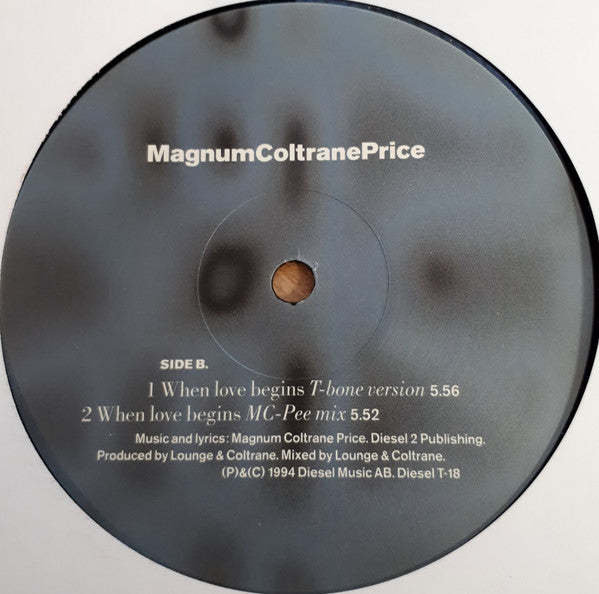 MagnumColtranePrice
SIDE B.
1 When love begins T-bone version 5.56
2 When love begins MC-Pee mix 5.52
Music and lyrics: Magnum Coltrane Price. Diesel 2 Publishing.
Produced by Lounge & Coltrane. Mixed by Lounge & Coltrane.
(P)&(C) 1994 Diesel Music AB. Diesel T-18